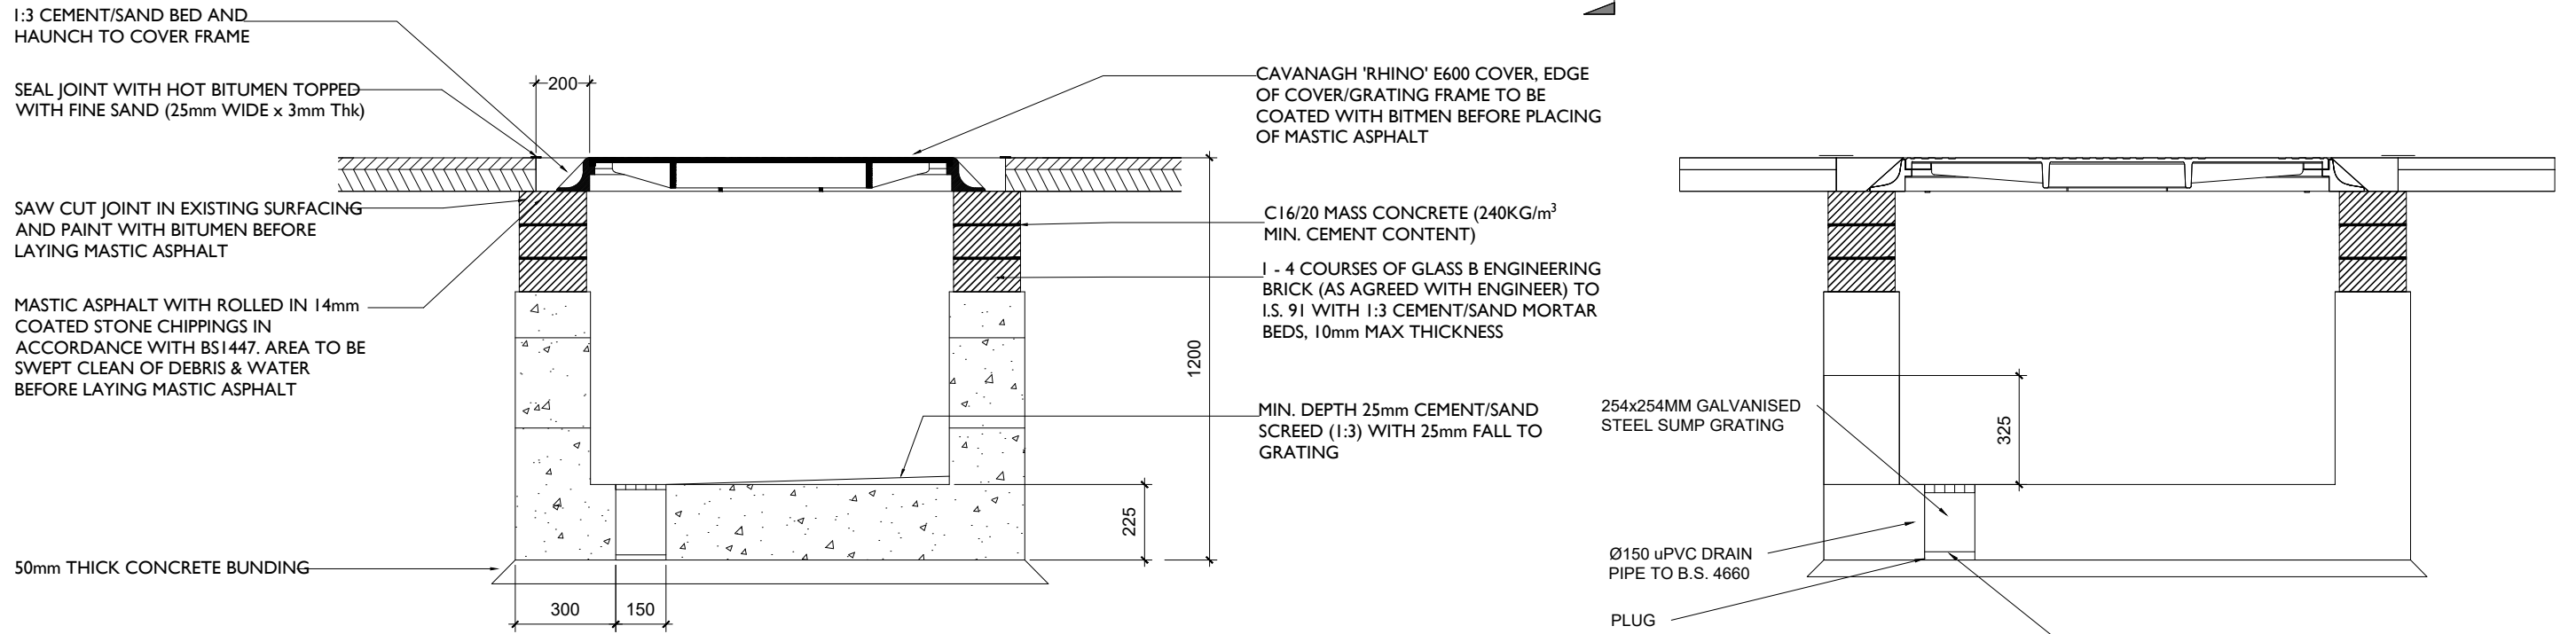 1:3 CEMENT/SAND BED AND
HAUNCH TO COVER FRAME
SEAL JOINT WITH HOT BITUMEN TOPPED
WITH FINE SAND (25mm WIDE x 3mm Thk)
SAW CUT JOINT IN EXISTING SURFACING
AND PAINT WITH BITUMEN BEFORE
LAYING MASTIC ASPHALT
MASTIC ASPHALT WITH ROLLED IN 14mm
COATED STONE CHIPPINGS IN
ACCORDANCE WITH BS1447. AREA TO BE
SWEPT CLEAN OF DEBRIS & WATER
BEFORE LAYING MASTIC ASPHALT
50mm THICK CONCRETE BUNDING
200
300
150
225
1200
CAVANAGH 'RHINO' E600 COVER, EDGE
OF COVER/GRATING FRAME TO BE
COATED WITH BITMEN BEFORE PLACING
OF MASTIC ASPHALT
C16/20 MASS CONCRETE (240KG/m³
MIN. CEMENT CONTENT)
1 - 4 COURSES OF GLASS B ENGINEERING
BRICK (AS AGREED WITH ENGINEER) TO
I.S. 91 WITH 1:3 CEMENT/SAND MORTAR
BEDS, 10mm MAX THICKNESS
MIN. DEPTH 25mm CEMENT/SAND
SCREED (1:3) WITH 25mm FALL TO
GRATING
254x254MM GALVANISED
STEEL SUMP GRATING
325
Ø150 uPVC DRAIN
PIPE TO B.S. 4660
PLUG